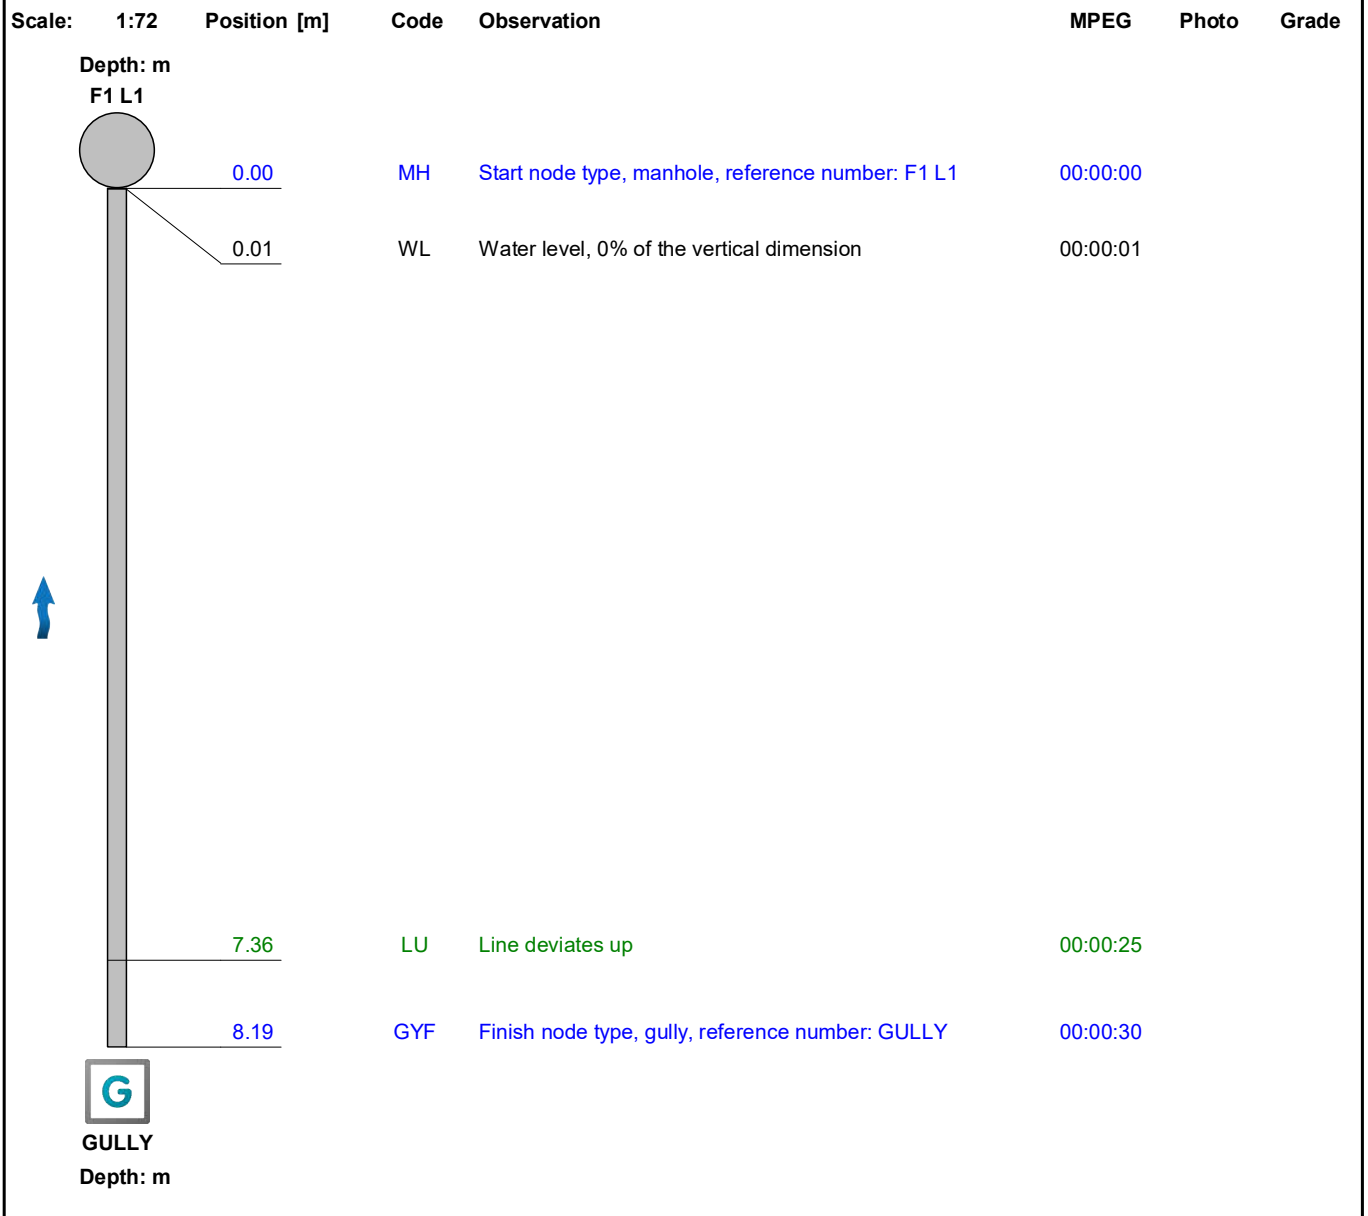 Scale: 1:72 Position [m] Code Observation MPEG Photo Grade
Depth: m
F1 L1
0.00 MH Start node type, manhole, reference number: F1 L1 00:00:00
0.01 WL Water level, 0% of the vertical dimension 00:00:01
7.36 LU Line deviates up 00:00:25
8.19 GYF Finish node type, gully, reference number: GULLY 00:00:30
G
GULLY
Depth: m